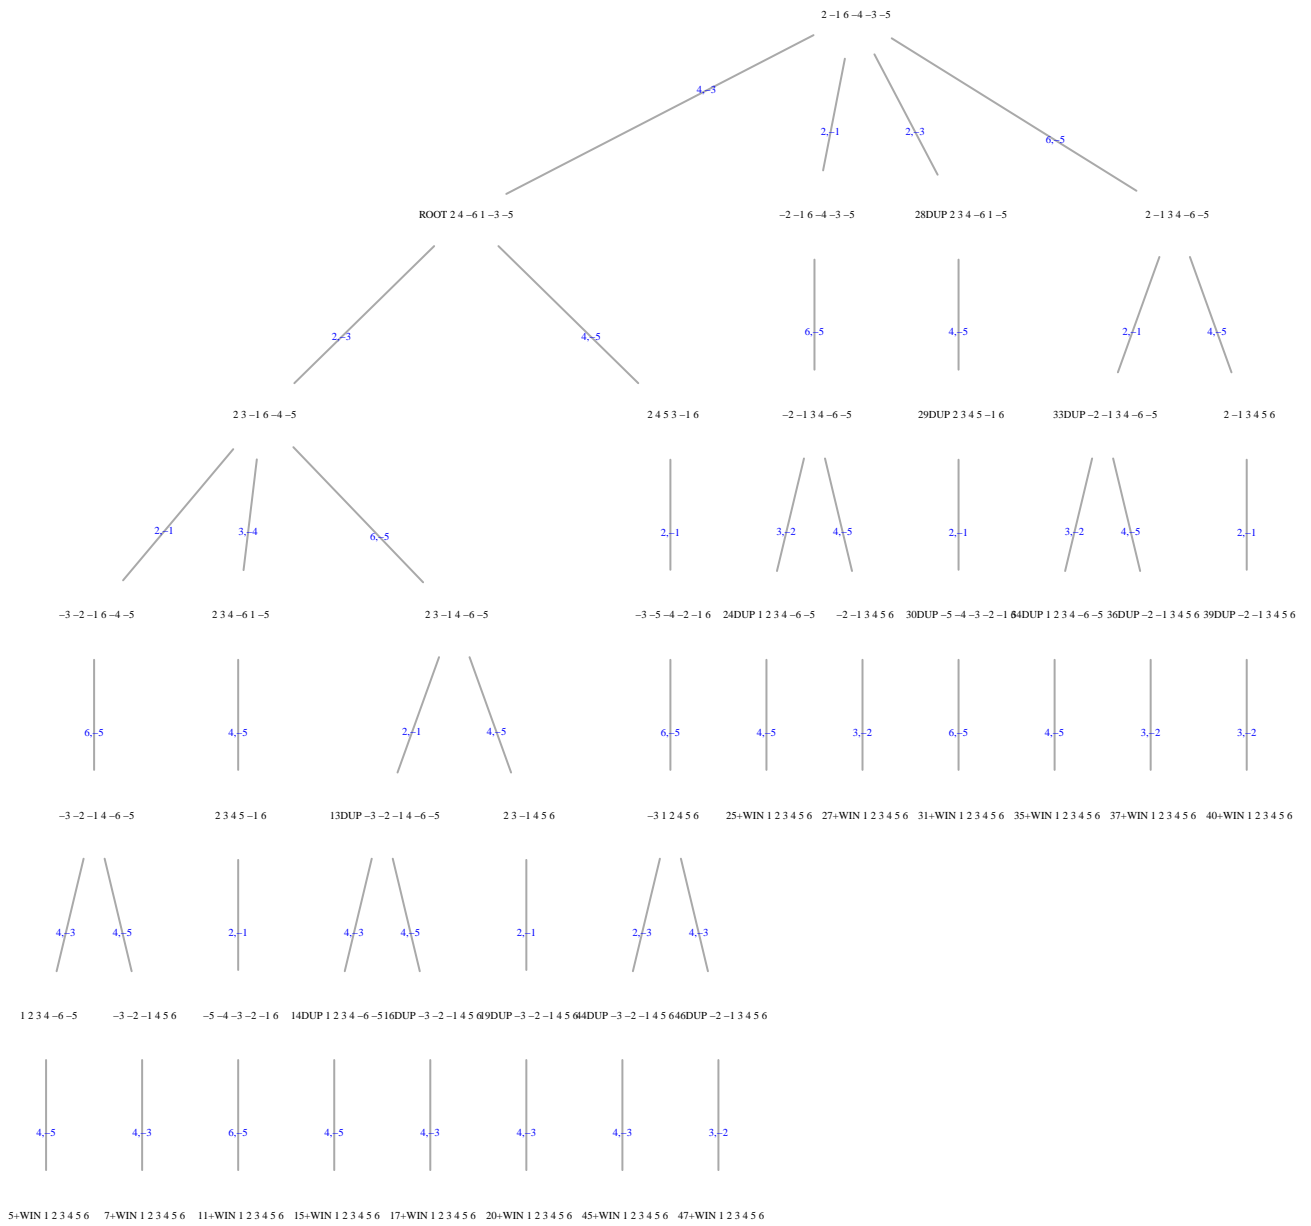 2 −1 6 −4 −3 −5
4,−3
2,−1 2,−3
6,−5
ROOT 2 4 −6 1 −3 −5 −2 −1 6 −4 −3 −5 28DUP 2 3 4 −6 1 −5 2 −1 3 4 −6 −5
2,−3 4,−5 6,−5 4,−5 2,−1 4,−5
2 3 −1 6 −4 −5 2 4 5 3 −1 6 −2 −1 3 4 −6 −5 29DUP 2 3 4 5 −1 6 33DUP −2 −1 3 4 −6 −5 2 −1 3 4 5 6
2,−1 3,−4 6,−5 2,−1 3,−2 4,−5 2,−1 3,−2 4,−5 2,−1
−3 −2 −1 6 −4 −5 2 3 4 −6 1 −5 2 3 −1 4 −6 −5 −3 −5 −4 −2 −1 6 24DUP 1 2 3 4 −6 −5 −2 −1 3 4 5 6 30DUP −5 −4 −3 −2 −1 6 34DUP 1 2 3 4 −6 −5 36DUP −2 −1 3 4 5 6 39DUP −2 −1 3 4 5 6
6,−5 4,−5 2,−1 4,−5 6,−5 4,−5 3,−2 6,−5 4,−5 3,−2 3,−2
−3 −2 −1 4 −6 −5 2 3 4 5 −1 6 13DUP −3 −2 −1 4 −6 −5 2 3 −1 4 5 6 −3 1 2 4 5 6 25+WIN 1 2 3 4 5 6 27+WIN 1 2 3 4 5 6 31+WIN 1 2 3 4 5 6 35+WIN 1 2 3 4 5 6 37+WIN 1 2 3 4 5 6 40+WIN 1 2 3 4 5 6
4,−3 4,−5 2,−1 4,−3 4,−5 2,−1 2,−3 4,−3
1 2 3 4 −6 −5 −3 −2 −1 4 5 6 −5 −4 −3 −2 −1 6 14DUP 1 2 3 4 −6 −5 16DUP −3 −2 −1 4 5 6 19DUP −3 −2 −1 4 5 6 44DUP −3 −2 −1 4 5 6 46DUP −2 −1 3 4 5 6
4,−5 4,−3 6,−5 4,−5 4,−3 4,−3 4,−3 3,−2
5+WIN 1 2 3 4 5 6 7+WIN 1 2 3 4 5 6 11+WIN 1 2 3 4 5 6 15+WIN 1 2 3 4 5 6 17+WIN 1 2 3 4 5 6 20+WIN 1 2 3 4 5 6 45+WIN 1 2 3 4 5 6 47+WIN 1 2 3 4 5 6